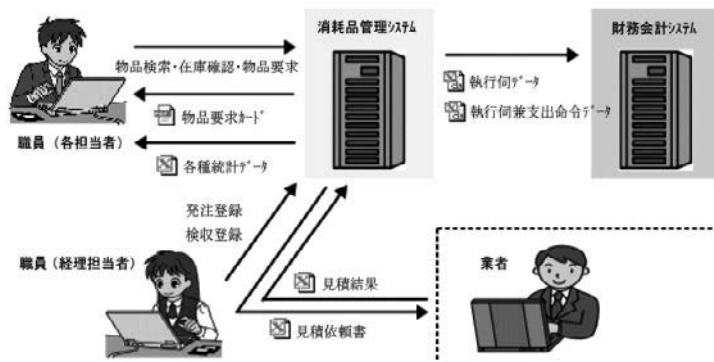 消耗品管理システム
財務会計システム
物品検索・在庫確認・物品要求
執行伺データ
執行伺兼支出命令データ
物品要求カード
職員（各担当者）
各種統計データ
発注登録
検収登録
職員（経理担当者）
業者
見積結果
見積依頼書